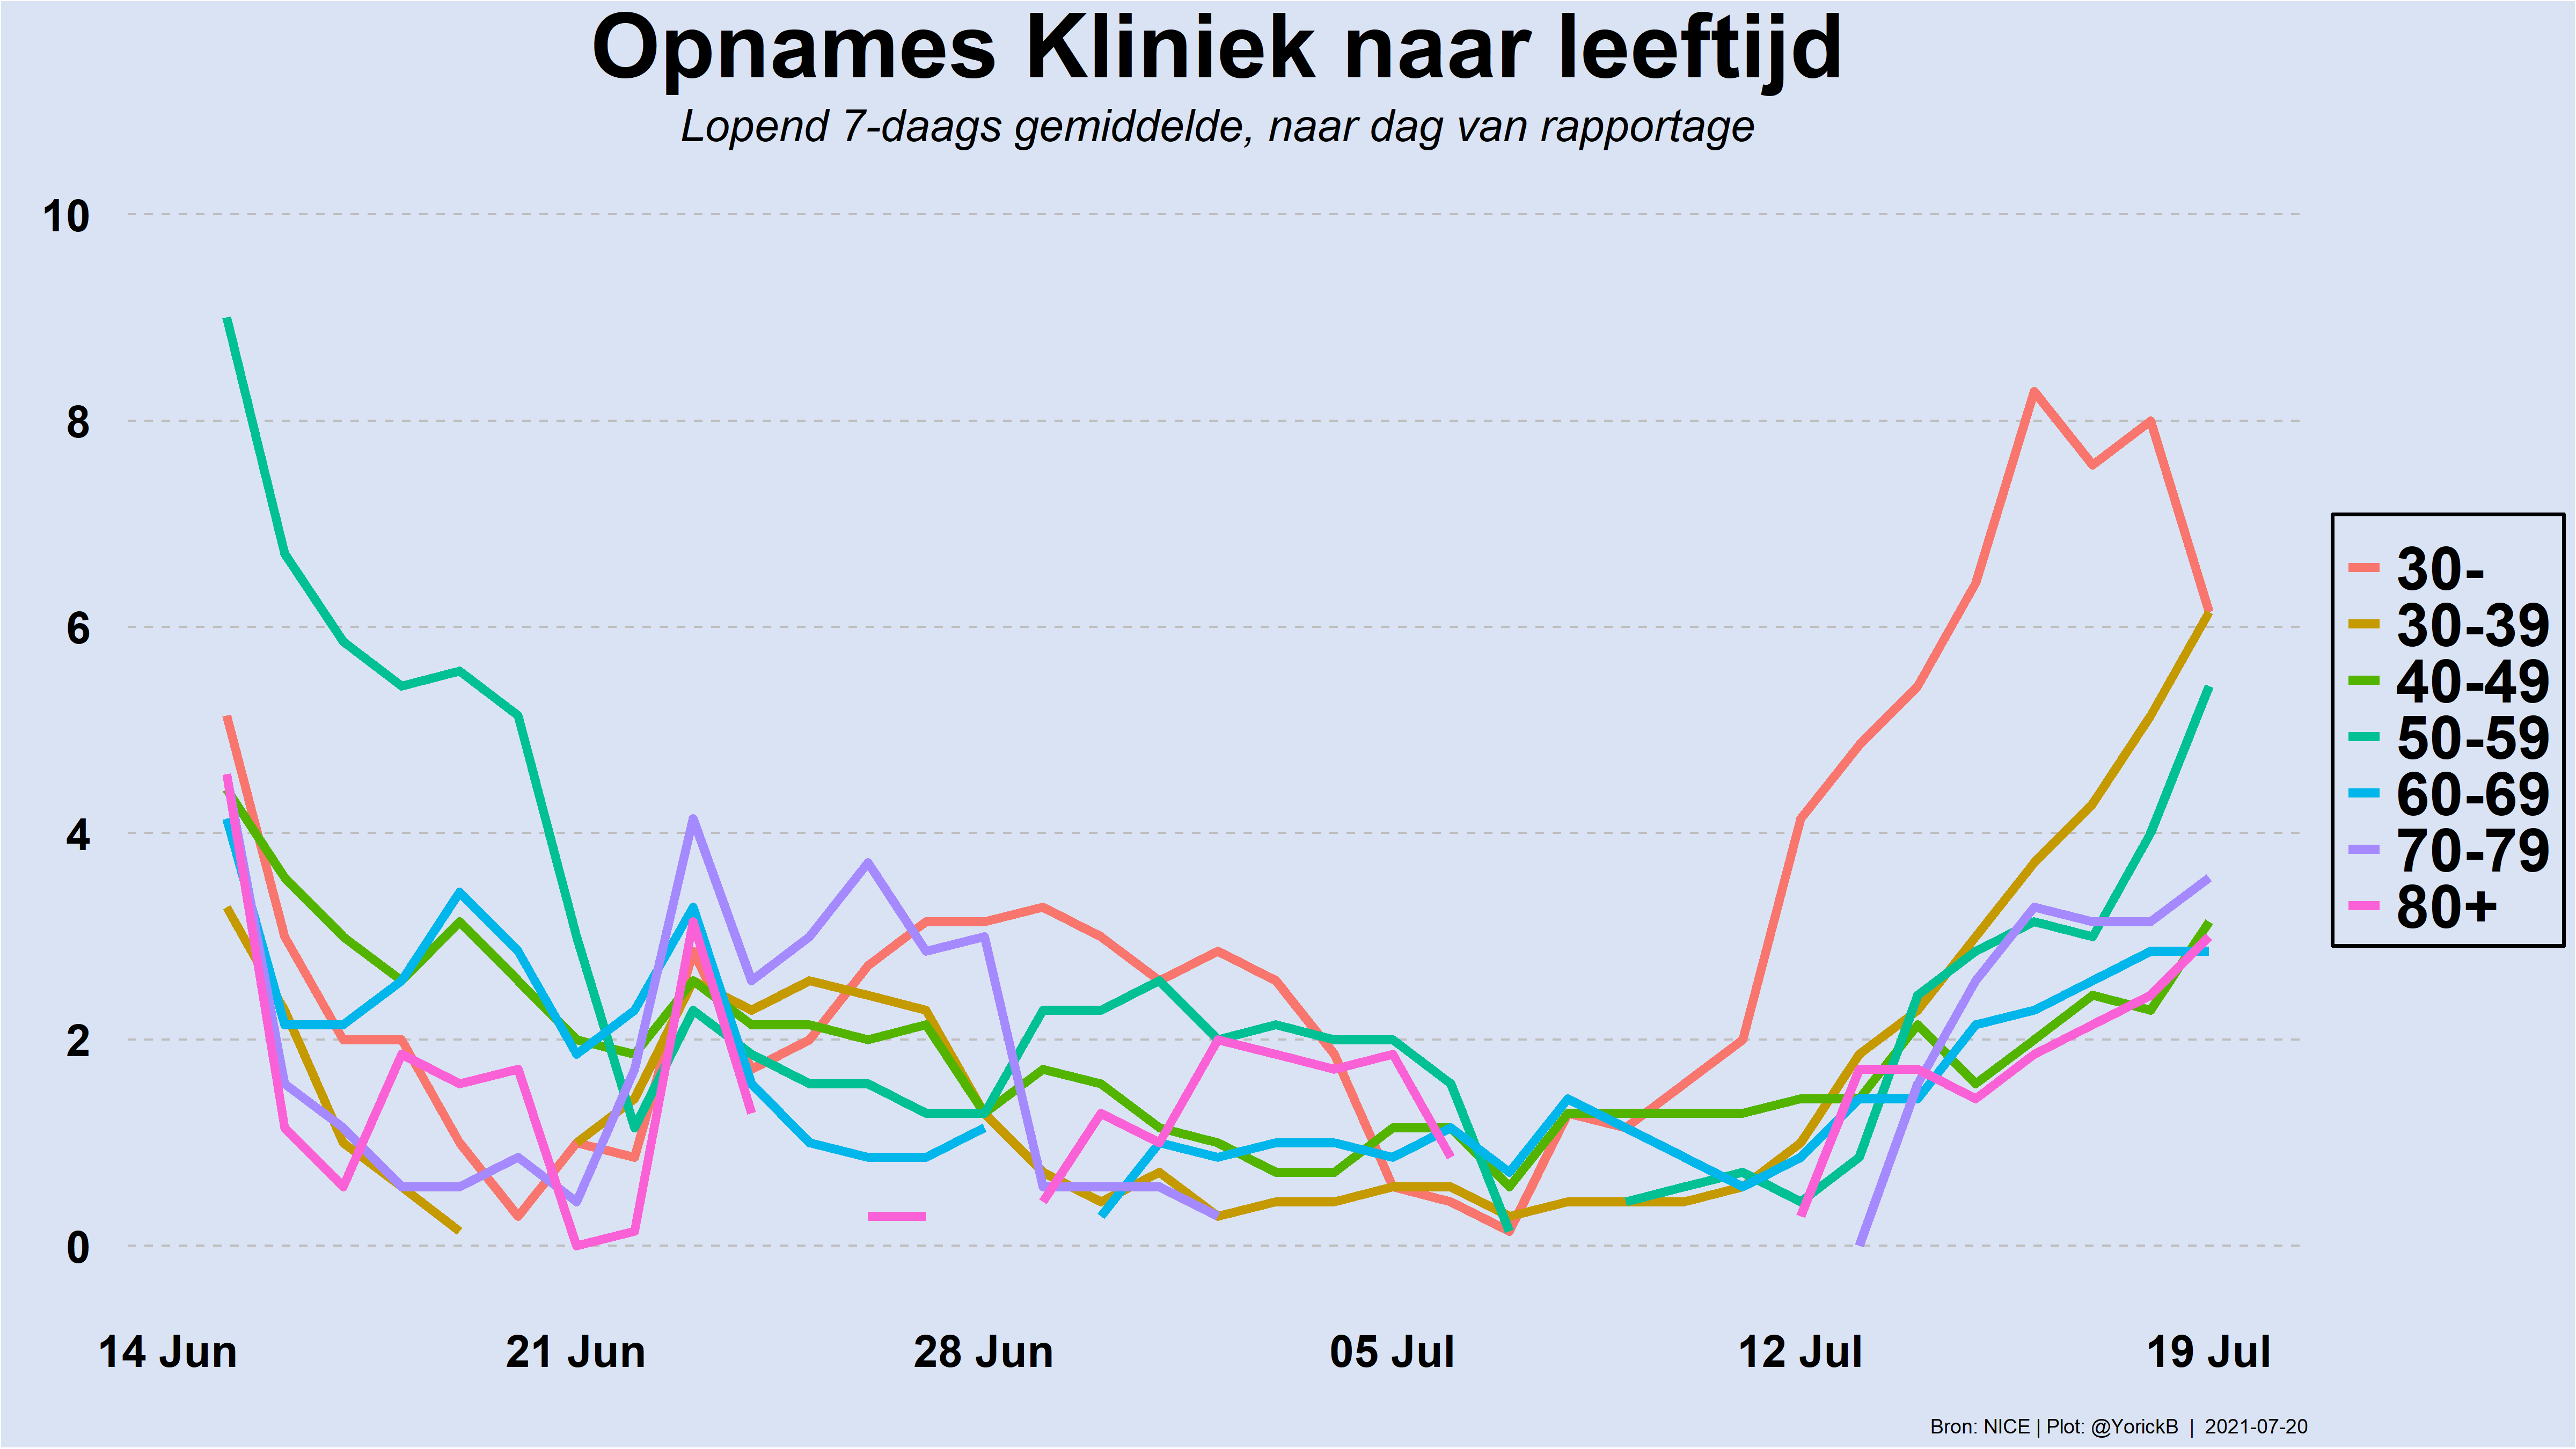 Opnames Kliniek naar leeftijd
Lopend 7-daags gemiddelde, naar dag van rapportage
10
8
6
4
2
0
14 Jun
21 Jun
28 Jun
05 Jul
12 Jul
19 Jul
30-
30-39
40-49
50-59
60-69
70-79
80+
Bron: NICE | Plot: @YorickB | 2021-07-20